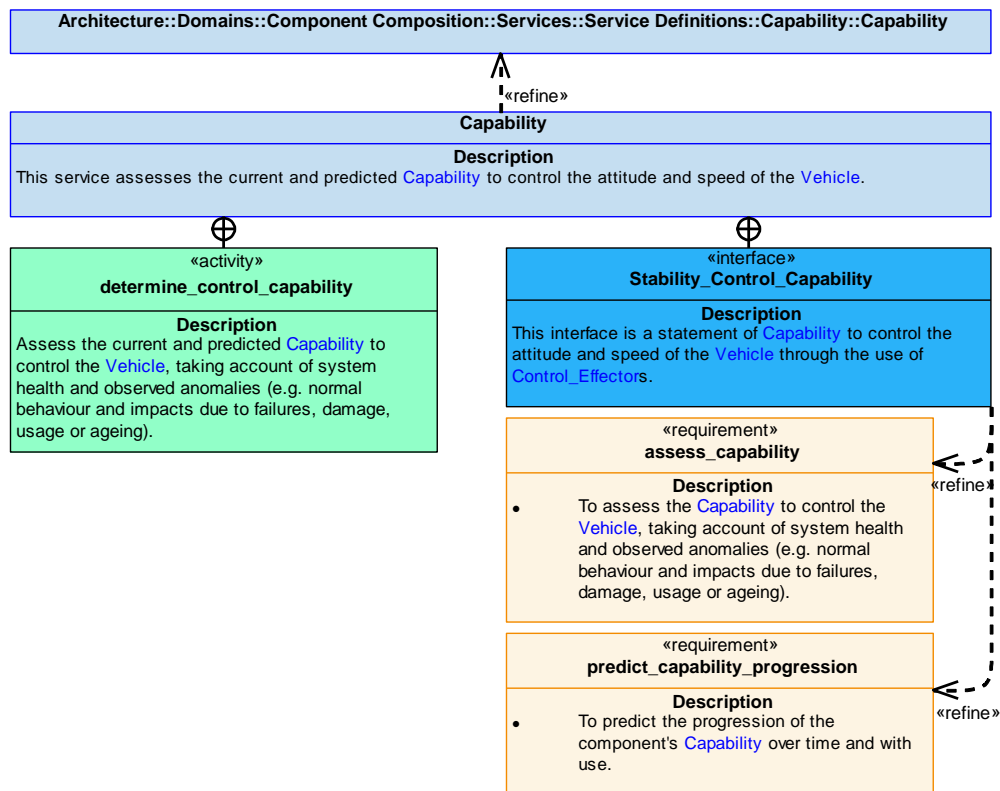 Architecture::Domains::Component Composition::Services::Service Definitions::Capability::Capability
«refine»
Capability
Description
This service assesses the current and predicted Capability to control the attitude and speed of the Vehicle.
«activity»
determine_control_capability
Description
Assess the current and predicted Capability to
control the Vehicle, taking account of system
health and observed anomalies (e.g. normal
behaviour and impacts due to failures, damage,
usage or ageing).
«interface»
Stability_Control_Capability
Description
This interface is a statement of Capability to control the
attitude and speed of the Vehicle through the use of
Control_Effectors.
«requirement»
assess_capability
«refine»
Description
• To assess the Capability to control the
Vehicle, taking account of system health
and observed anomalies (e.g. normal
behaviour and impacts due to failures,
damage, usage or ageing).
«requirement»
predict_capability_progression
«refine»
Description
• To predict the progression of the
component's Capability over time and with
use.